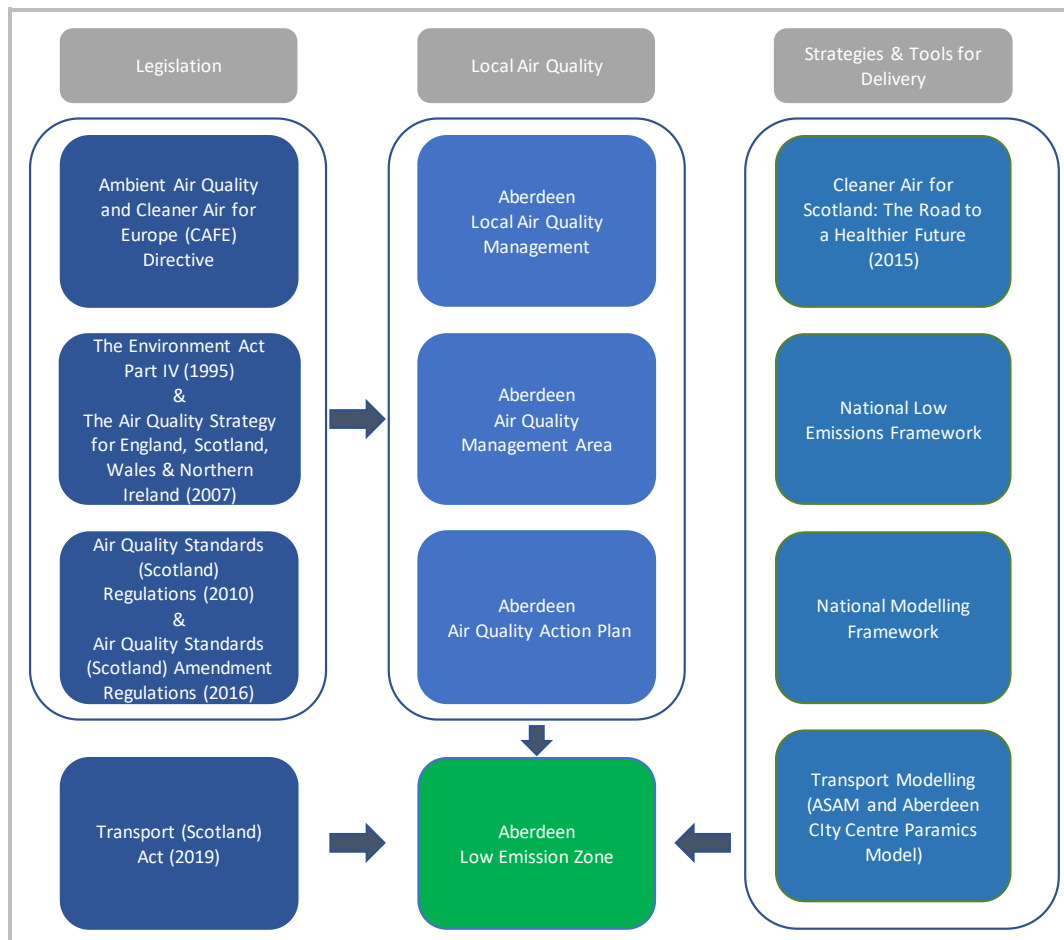 Legislation
Local Air Quality
Strategies & Tools for
Delivery
Ambient Air Quality
and Cleaner Air for
Europe (CAFE)
Directive
Aberdeen
Local Air Quality
Management
Cleaner Air for
Scotland: The Road to
a Healthier Future
(2015)
The Environment Act
Part IV (1995)
&
The Air Quality Strategy
for England, Scotland,
Wales & Northern
Ireland (2007)
Aberdeen
Air Quality
Management Area
National Low
Emissions Framework
Air Quality Standards
(Scotland)
Regulations (2010)
&
Air Quality Standards
(Scotland) Amendment
Regulations (2016)
Aberdeen
Air Quality Action Plan
National Modelling
Framework
Transport (Scotland)
Act (2019)
Aberdeen
Low Emission Zone
Transport Modelling
(ASAM and Aberdeen
CIty Centre Paramics
Model)